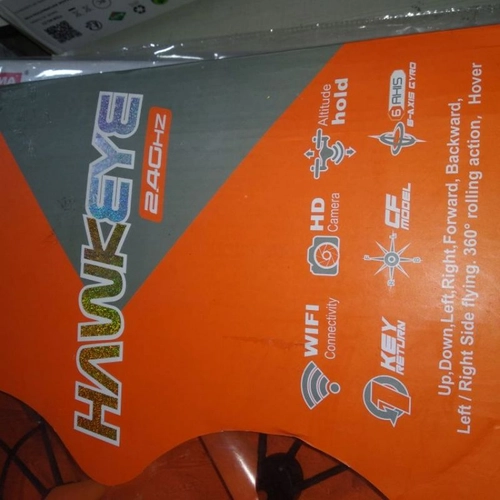 HAWKEYE
2.4GHz
WIFI
Connectivity
HD
Camera
Altitude
hold
KEY
RETURN
CF
MODEL
6 AXIS
6-AXIS GYRO
Up,Down,Left,Right,Forward, Backward,
Left / Right Side flying. 360° rolling action, Hover